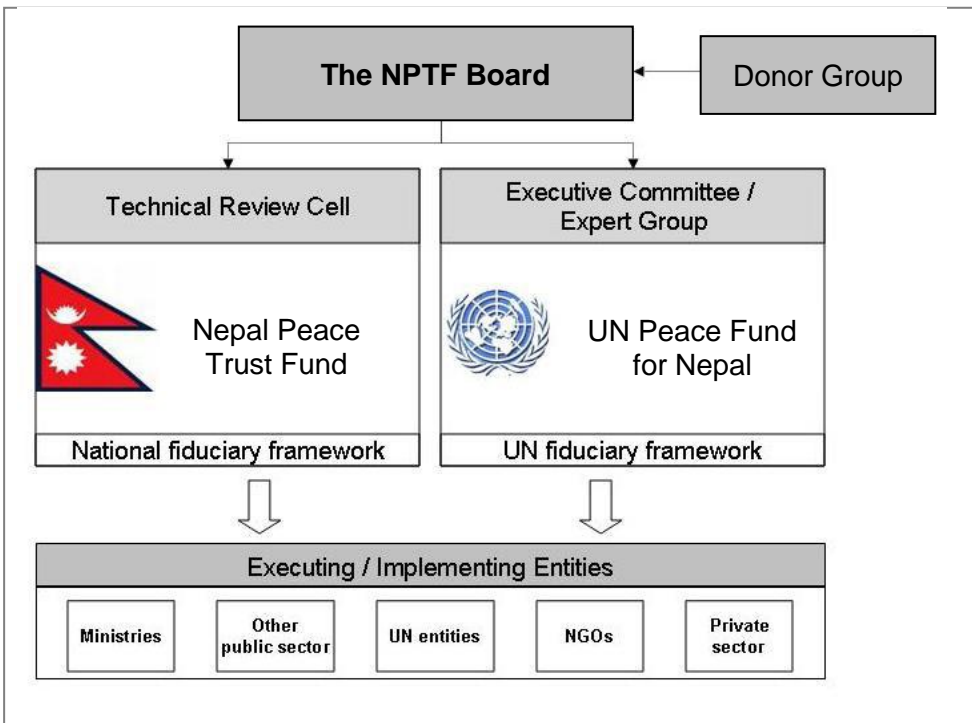 The NPTF Board
Donor Group
Technical Review Cell
Executive Committee /
Expert Group
Nepal Peace
Trust Fund
UN Peace Fund
for Nepal
National fiduciary framework
UN fiduciary framework
Executing / Implementing Entities
Ministries
Other
public sector
UN entities
NGOs
Private
sector